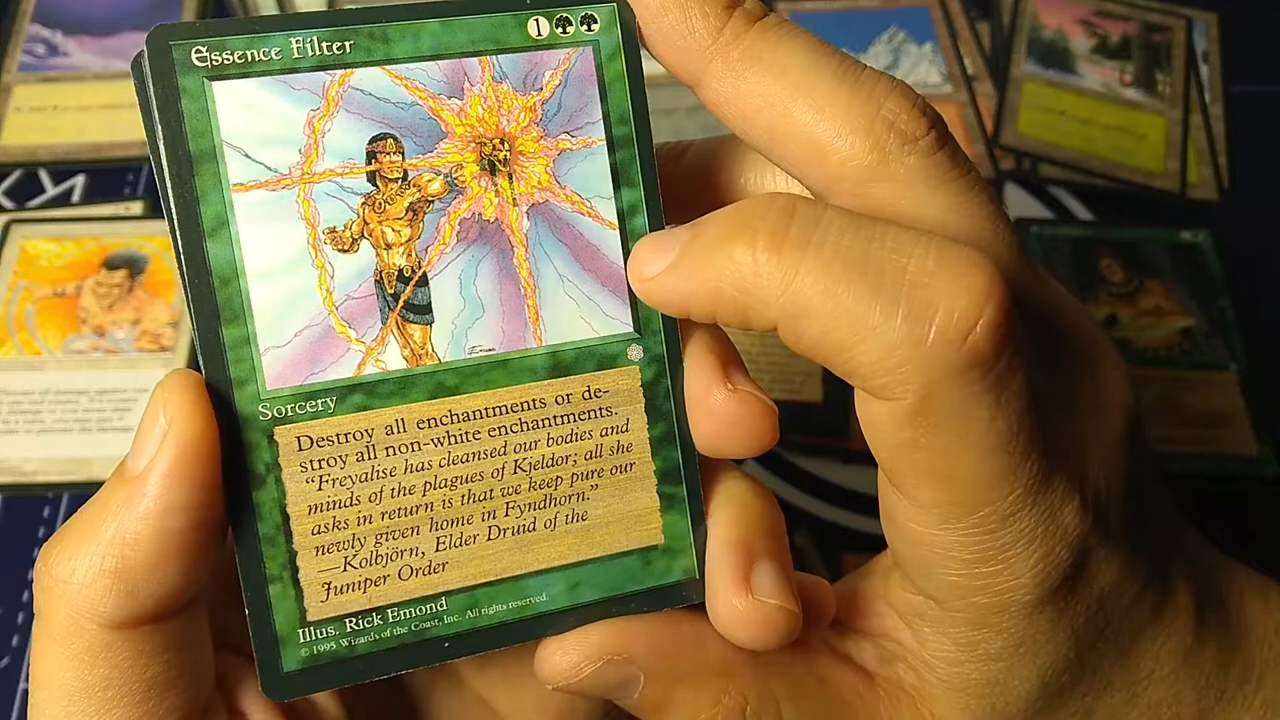 Essence Filter
1
Sorcery
Destroy all enchantments or de-
stroy all non-white enchantments.
"Freyalise has cleansed our bodies and
minds of the plagues of Kjeldor; all she
asks in return is that we keep pure our
newly given home in Fyndhorn."
—Kolbjörn, Elder Druid of the
Juniper Order
Illus. Rick Emond
© 1995 Wizards of the Coast, Inc. All rights reserved.